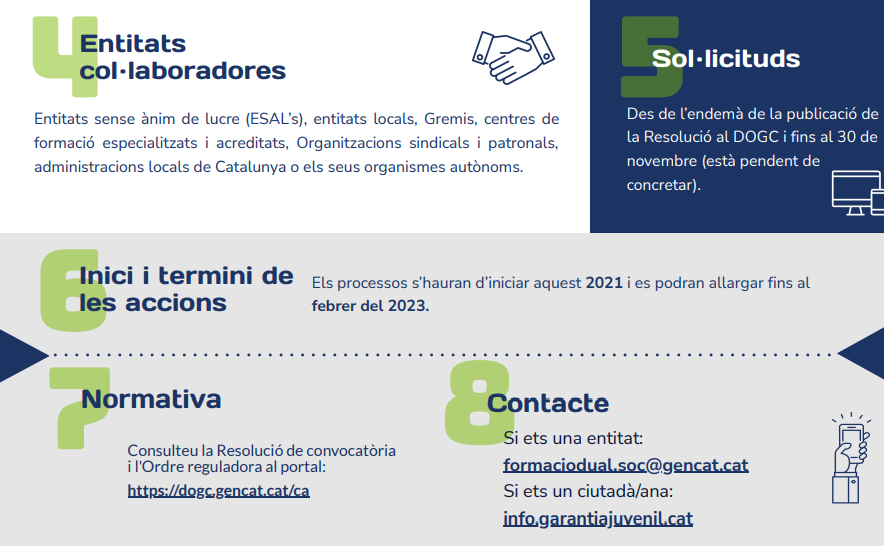 4
Entitats
col·laboradores
Entitats sense ànim de lucre (ESAL's), entitats locals, Gremis, centres de
formació especialitzats i acreditats, Organitzacions sindicals i patronals,
administracions locals de Catalunya o els seus organismes autònoms.
5
Sol·licituds
Des de l'endemà de la publicació de
la Resolució al DOGC i fins al 30 de
novembre (està pendent de
concretar).
6
Inici i termini de
les accions
Els processos s'hauran d'iniciar aquest 2021 i es podran allargar fins al
febrer del 2023.
7
Normativa
Consulteu la Resolució de convocatòria
i l'Ordre reguladora al portal:
https://dogc.gencat.cat/ca
8
Contacte
Si ets una entitat:
formaciodual.soc@gencat.cat
Si ets un ciutadà/ana:
info.garantiajuvenil.cat